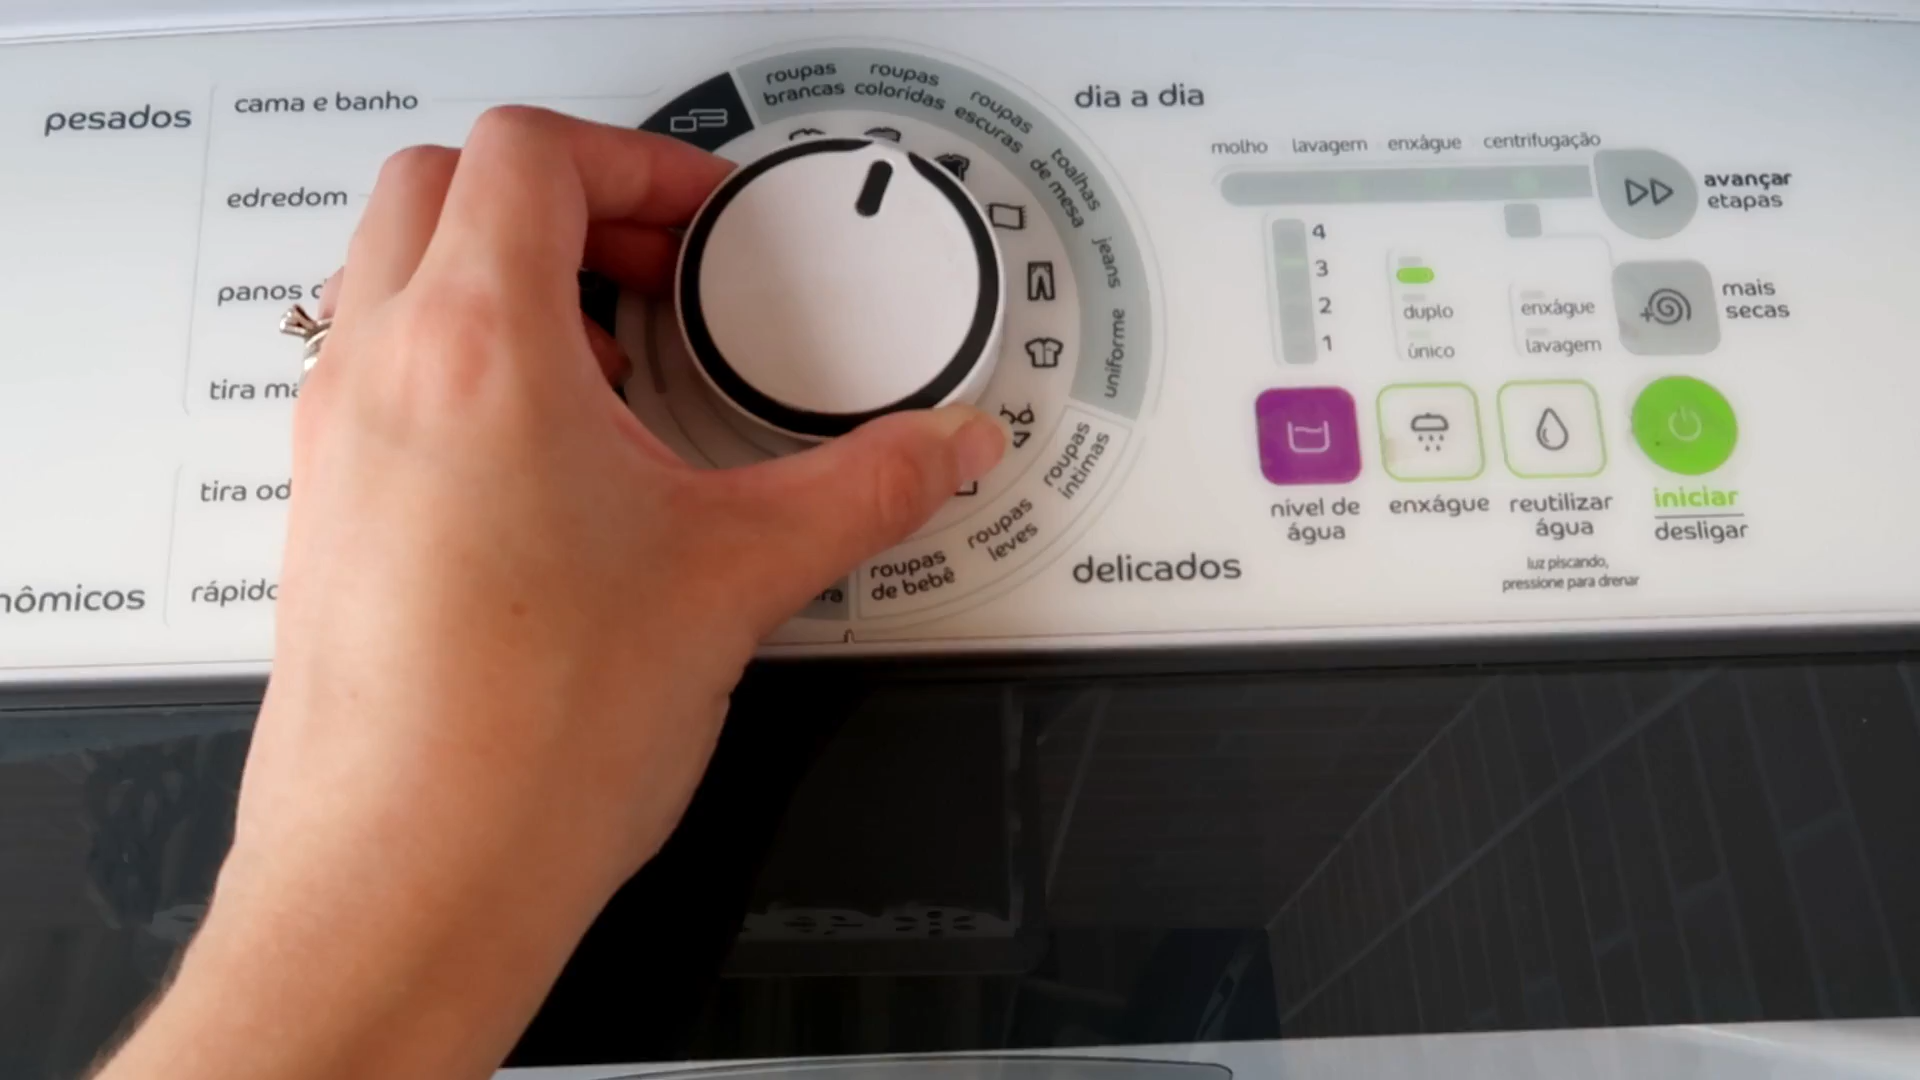 pesados
cama e banho
edredom
panos
tira
tira
rápido
roupas
brancas
roupas
coloridas
roupas
escuras
toalhas
de mesa
jeans
uniforme
roupas
íntimas
roupas
leves
roupas
de bebê
dia a dia
delicados
molho lavagem enxágue centrifugação
avançar
etapas
4
3
2
1
duplo
único
enxágue
lavagem
mais
secas
nível de
água
enxágue
reutilizar
água
luz piscando,
pressione para drenar
iniciar
desligar